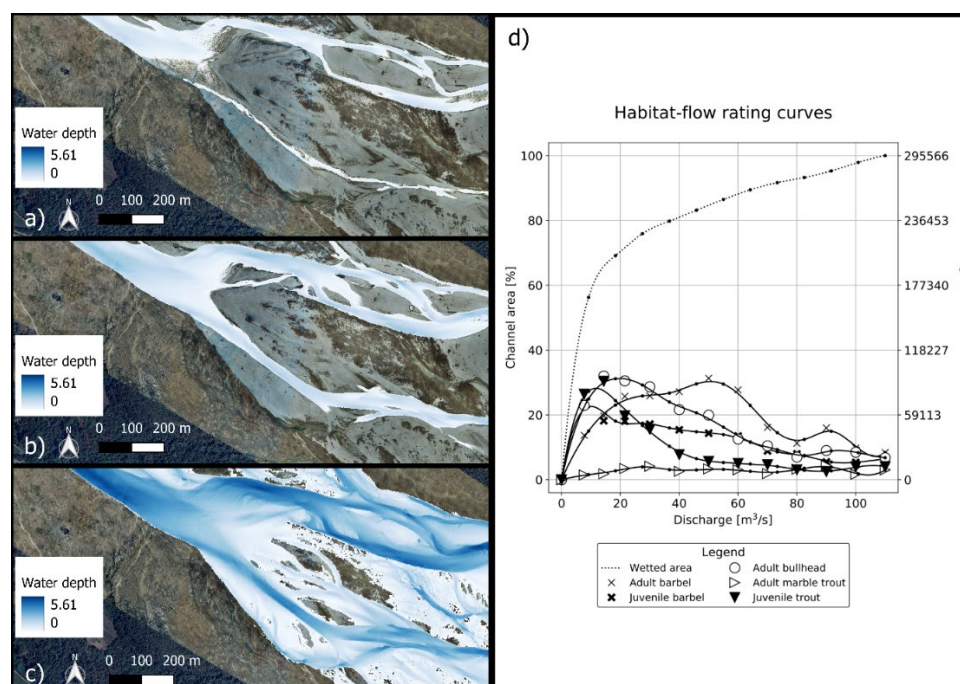 Water depth
5.61
0
0 100 200 m
a)
Water depth
5.61
0
0 100 200 m
b)
Water depth
5.61
0
0 100 200 m
c)
d)
Habitat-flow rating curves
Channel area [%]
100
80
60
40
20
0
295566
236453
177340
118227
59113
0
0 20 40 60 80 100
Discharge [m³/s]
Legend
Wetted area
Adult barbel
Juvenile barbel
Adult bullhead
Adult marble trout
Juvenile trout